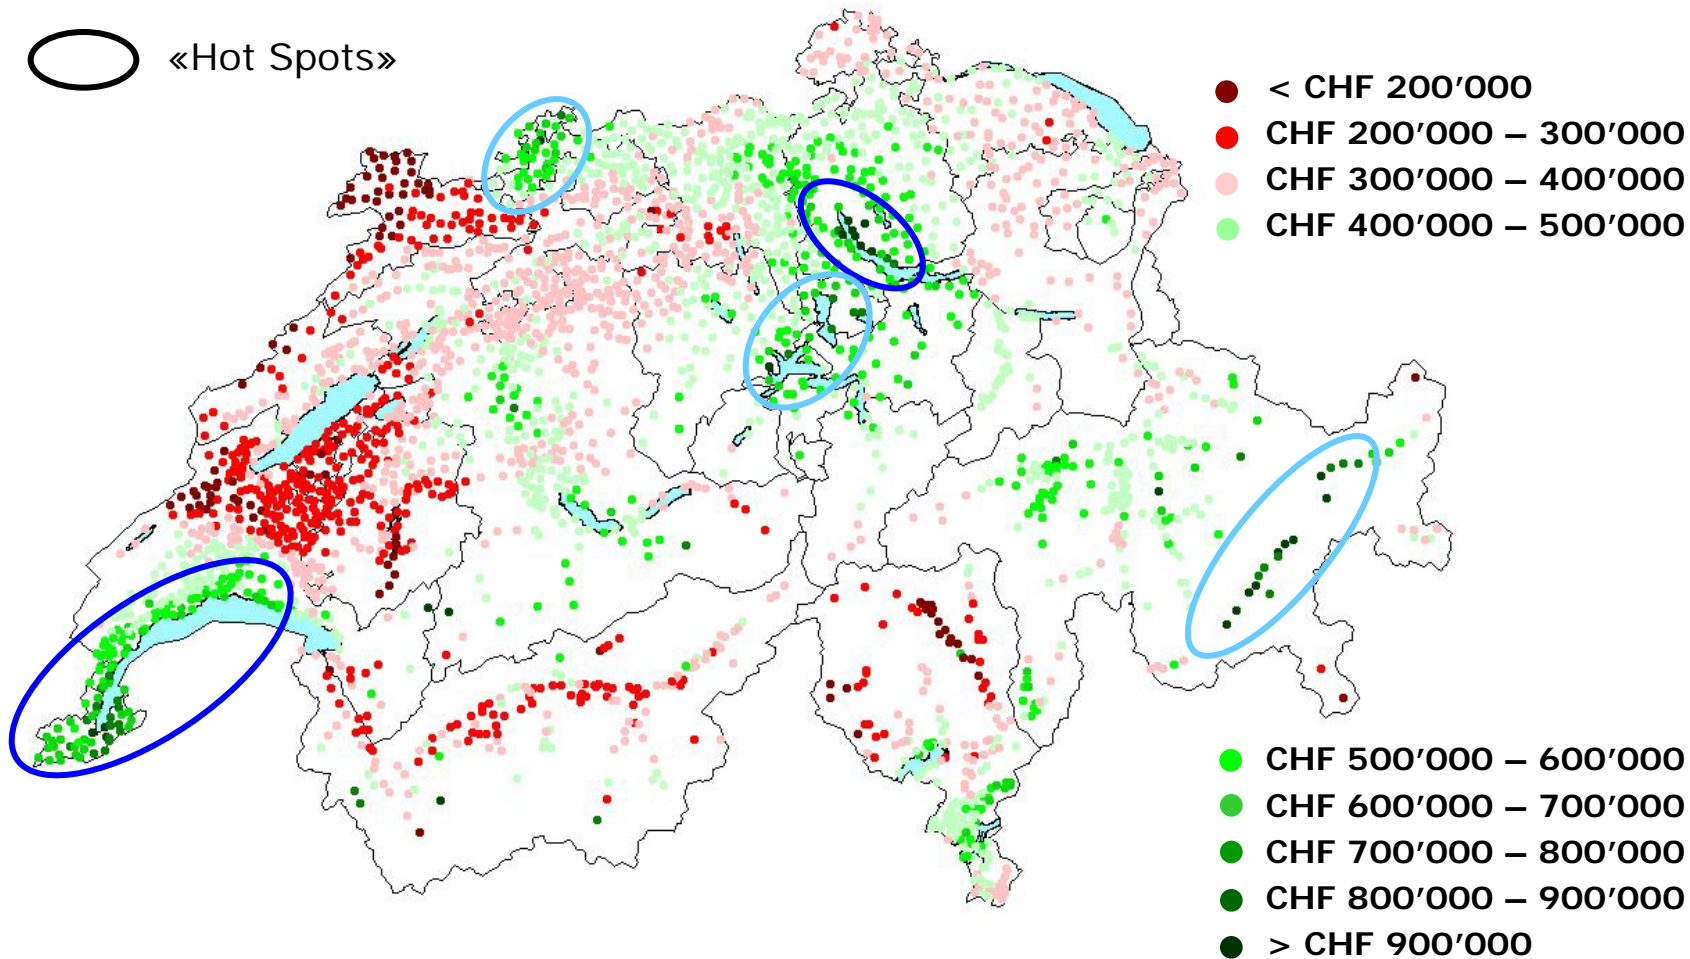 «Hot Spots»
< CHF 200’000
CHF 200’000 – 300’000
CHF 300’000 – 400’000
CHF 400’000 – 500’000
CHF 500’000 – 600’000
CHF 600’000 – 700’000
CHF 700’000 – 800’000
CHF 800’000 – 900’000
> CHF 900’000